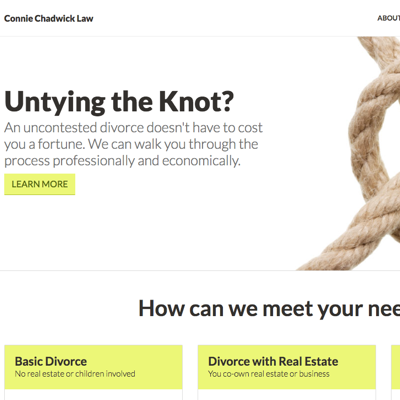 Connie Chadwick Law
ABOUT
Untying the Knot?
An uncontested divorce doesn't have to cost
you a fortune. We can walk you through the
process professionally and economically.
LEARN MORE
How can we meet your nee
Basic Divorce
No real estate or children involved
Divorce with Real Estate
You co-own real estate or business